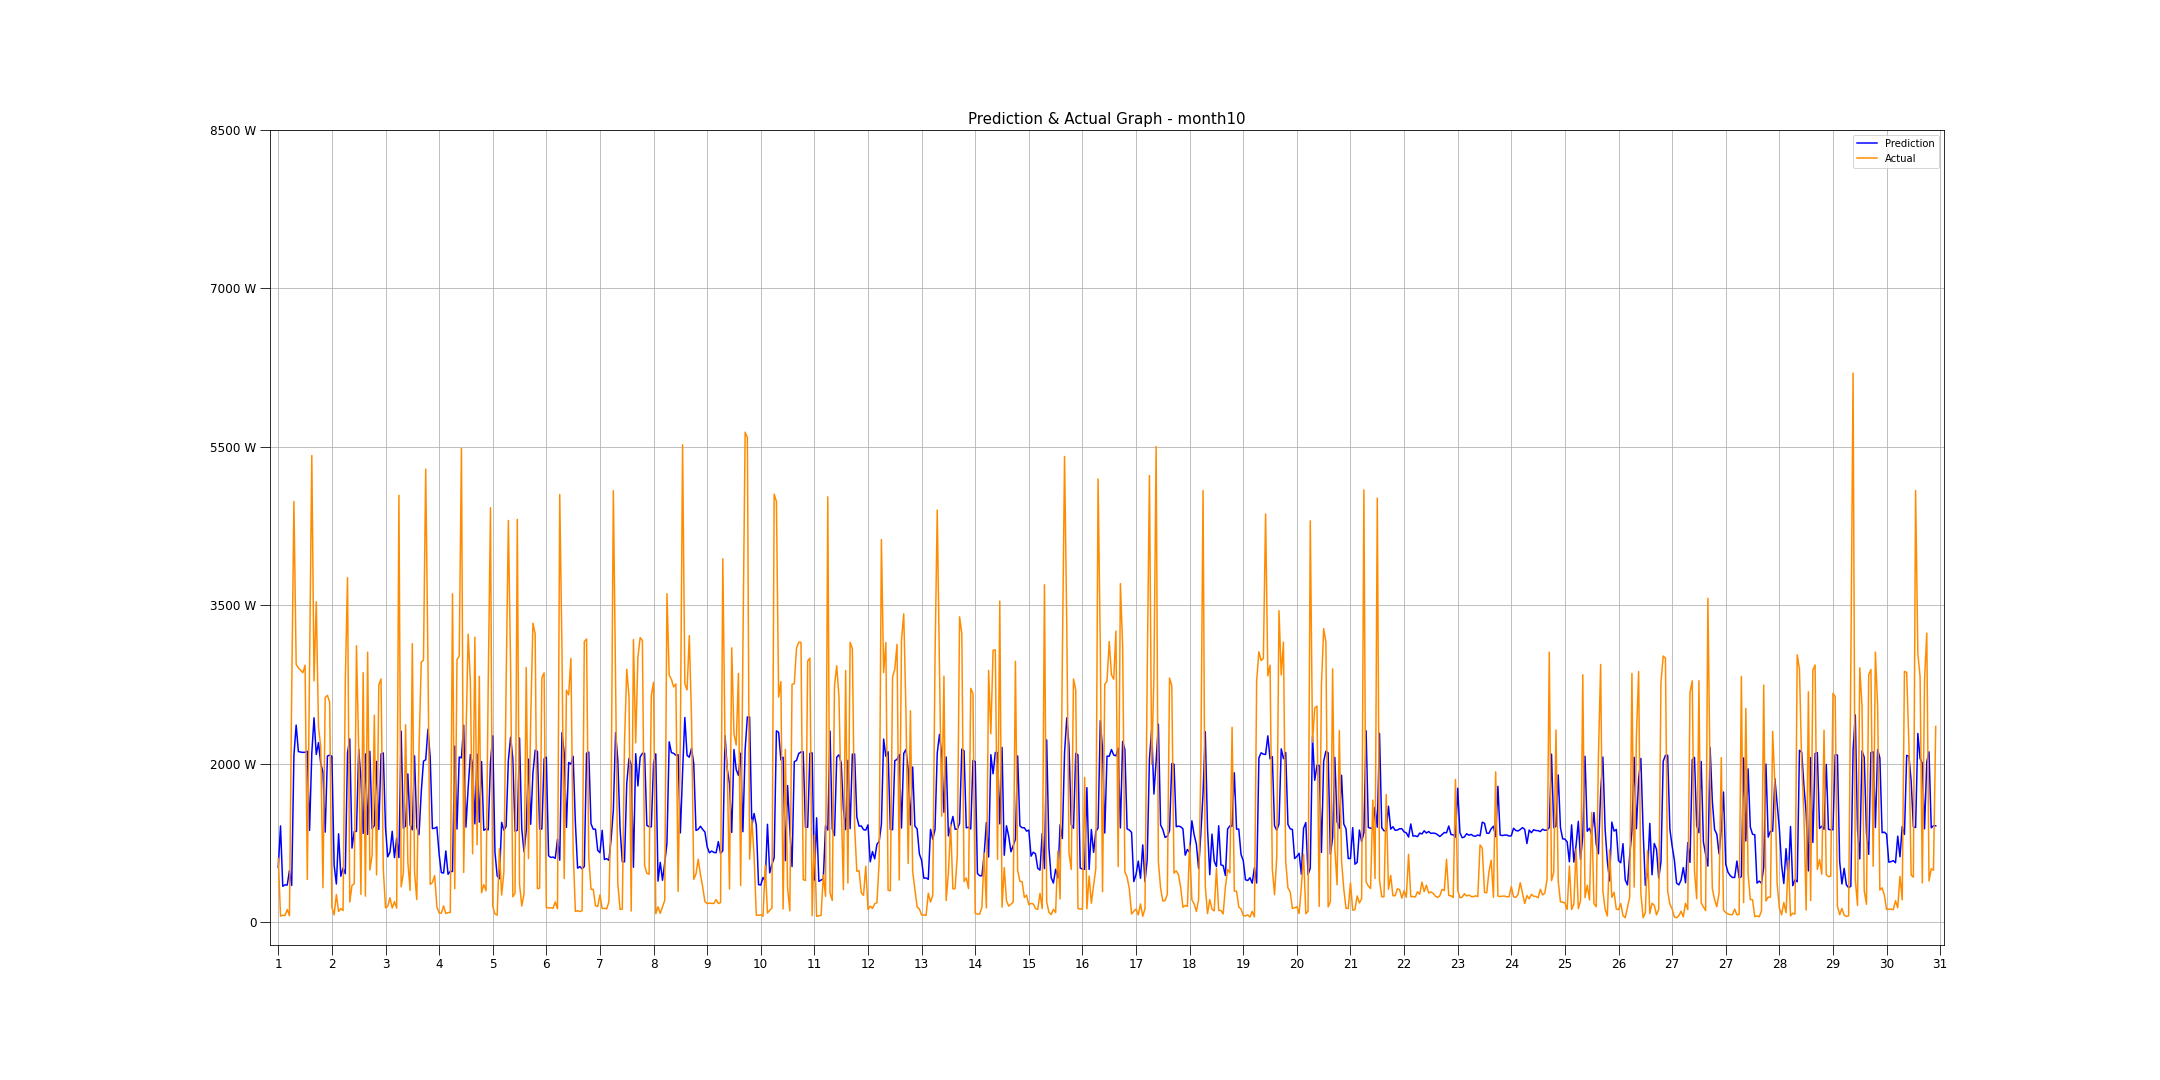 Prediction & Actual Graph - month10
8500 W
Prediction
Actual
7000 W
5500 W
3500 W
2000 W
0
1 2 3 4 5 6 7 8 9 10 11 12 13 14 15 16 17 18 19 20 21 22 23 24 25 26 27 27 28 29 30 31